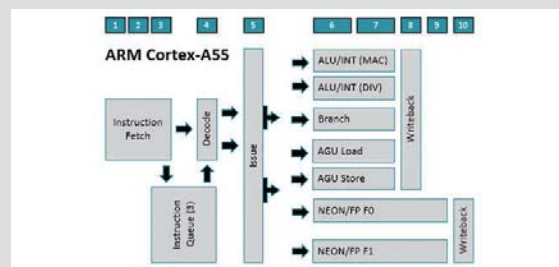 1 2 3 4 5 6 7 8 9 10
ARM Cortex-A55
Instruction
Fetch
Decode
Issue
Instruction
Queue (3)
ALU/INT (MAC)
ALU/INT (DIV)
Branch
AGU Load
AGU Store
Writeback
NEON/FP F0
NEON/FP F1
Writeback